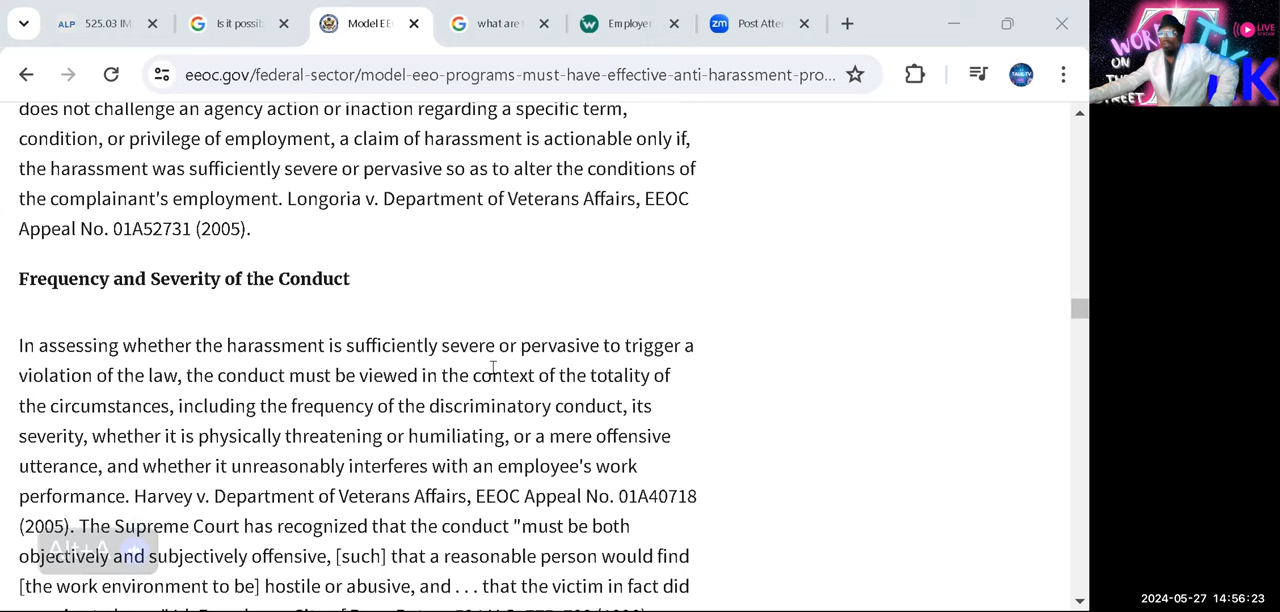 525.03 IM
Is it possib
Model EE
what are
Employer
Post Atte
eeoc.gov/federal-sector/model-eeo-programs-must-have-effective-anti-harassment-pro...
does not challenge an agency action or inaction regarding a specific term,
condition, or privilege of employment, a claim of harassment is actionable only if,
the harassment was sufficiently severe or pervasive so as to alter the conditions of
the complainant's employment. Longoria v. Department of Veterans Affairs, EEOC
Appeal No. 01A52731 (2005).
Frequency and Severity of the Conduct
In assessing whether the harassment is sufficiently severe or pervasive to trigger a
violation of the law, the conduct must be viewed in the context of the totality of
the circumstances, including the frequency of the discriminatory conduct, its
severity, whether it is physically threatening or humiliating, or a mere offensive
utterance, and whether it unreasonably interferes with an employee's work
performance. Harvey v. Department of Veterans Affairs, EEOC Appeal No. 01A40718
(2005). The Supreme Court has recognized that the conduct "must be both
objectively and subjectively offensive, [such] that a reasonable person would find
[the work environment to be] hostile or abusive, and . . . that the victim in fact did
Alt+A
WORK
ON
THE
STREET
LIVE
K
2024-05-27 14:56:23